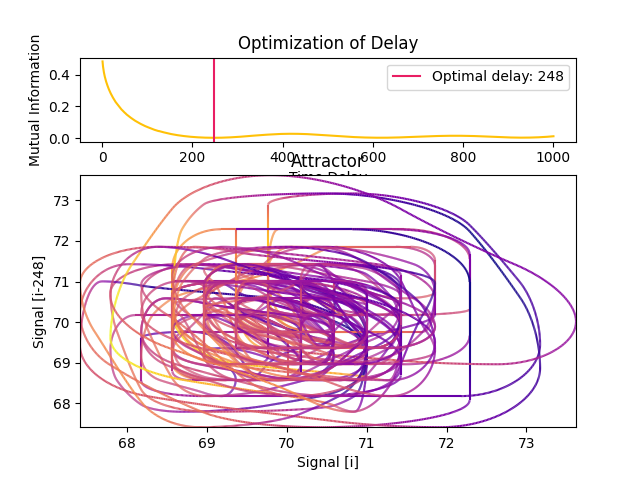 Optimization of Delay
Mutual Information
0.4
0.2
0.0
Optimal delay: 248
0 200 400 600 800 1000
Attractor
73
72
71
70
69
68
Signal [i-248]
68 69 70 71 72 73
Signal [i]